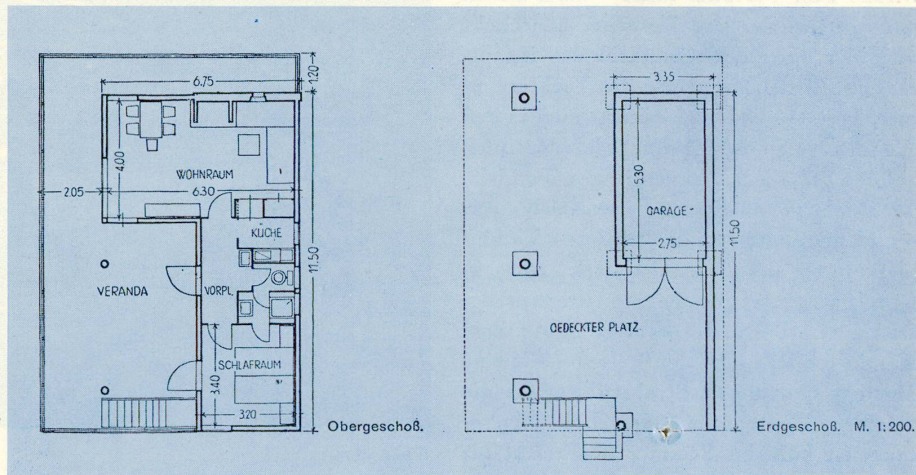 6.75
1.20
4.00
WOHNRAUM
2.05
6.30
KÜCHE
11.50
VERANDA
VORPL.
SCHLAFRAUM
3.40
3.20
Obergeschoß.
3.35
5.30
GARAGE
2.75
11.50
GEDECKTER PLATZ
Erdgeschoß. M. 1:200.